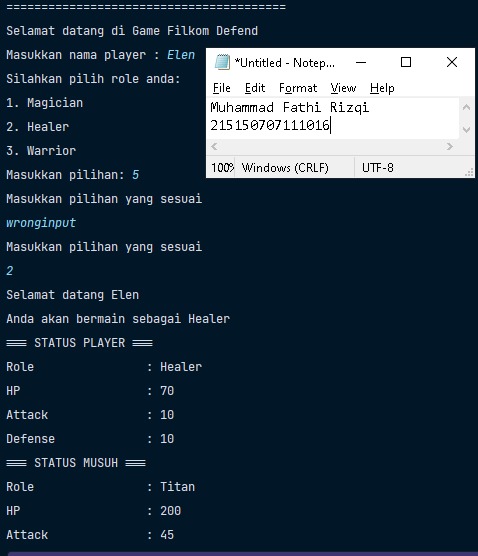 ========================================
Selamat datang di Game Filkom Defend
Masukkan nama player : Elen
Silahkan pilih role anda:
1. Magician
2. Healer
3. Warrior
Masukkan pilihan: 5
Masukkan pilihan yang sesuai
wronginput
Masukkan pilihan yang sesuai
2
Selamat datang Elen
Anda akan bermain sebagai Healer
=== STATUS PLAYER ===
Role : Healer
HP : 70
Attack : 10
Defense : 10
=== STATUS MUSUH ===
Role : Titan
HP : 200
Attack : 45
*Untitled - Notep...
File Edit Format View Help
Muhammad Fathi Rizqi
215150707111016
100% Windows (CRLF) UTF-8